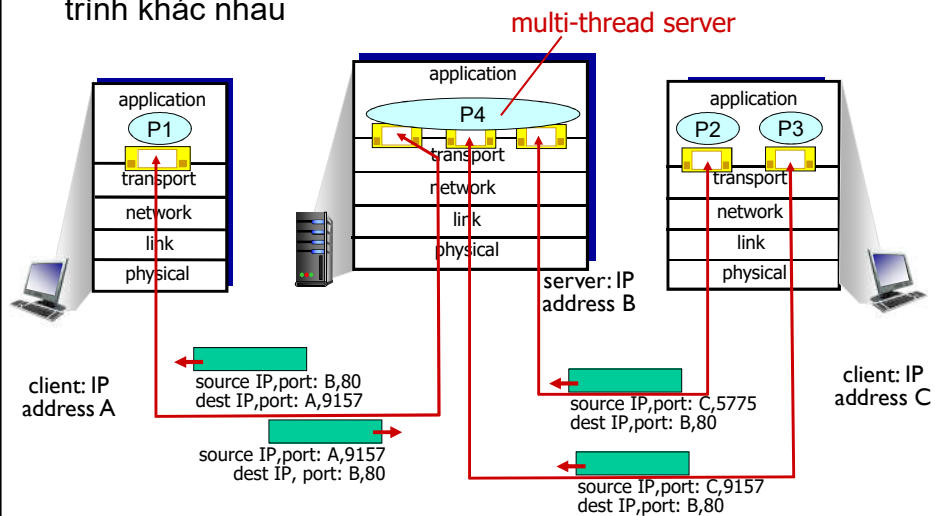 trình khác nhau
multi-thread server
application
P1
transport
network
link
physical
application
P4
transport
network
link
physical
application
P2
P3
transport
network
link
physical
server: IP
address B
client: IP
address A
source IP,port: B,80
dest IP,port: A,9157
source IP,port: A,9157
dest IP, port: B,80
source IP,port: C,5775
dest IP,port: B,80
source IP,port: C,9157
dest IP,port: B,80
client: IP
address C